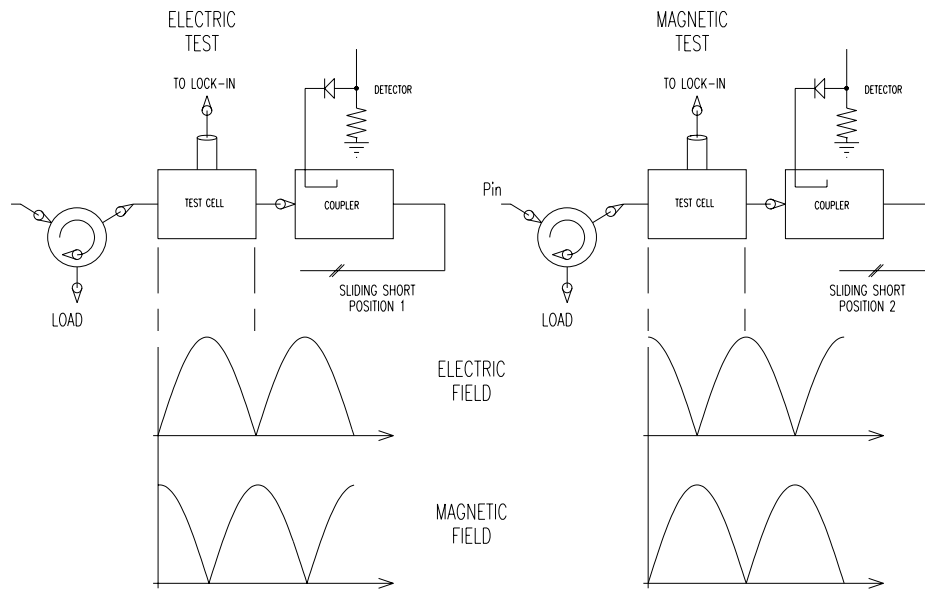 ELECTRIC
TEST
TO LOCK-IN
DETECTOR
TEST CELL
COUPLER
LOAD
SLIDING SHORT
POSITION 1
MAGNETIC
TEST
TO LOCK-IN
DETECTOR
Pin
TEST CELL
COUPLER
LOAD
SLIDING SHORT
POSITION 2
ELECTRIC
FIELD
MAGNETIC
FIELD